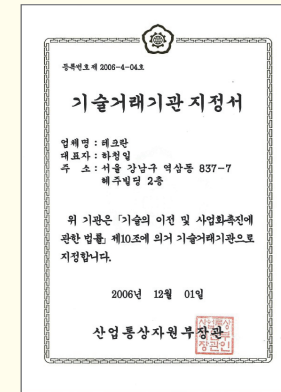 등록번호 제 2006-4-04호
기술거래기관 지정서
업체명 : 테크란
대표자 : 하청일
주 소 : 서울 강남구 역삼동 837-7
혜주빌딩 2층
위 기관은 「기술의 이전 및 사업화촉진에
관한 법률」 제10조에 의거 기술거래기관으로
지정합니다.
2006년 12월 01일
산업통상자원부장관